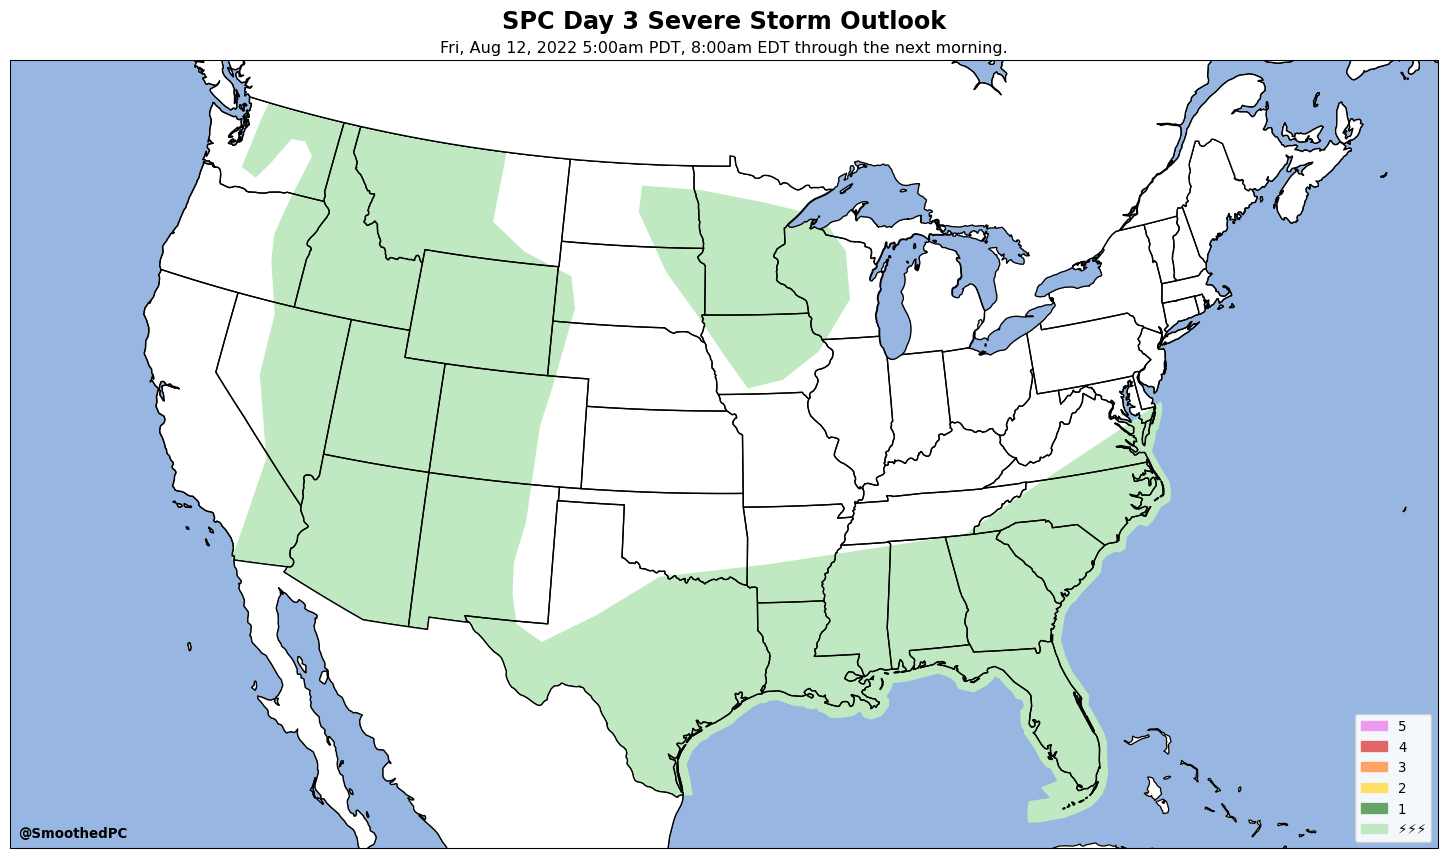 SPC Day 3 Severe Storm Outlook
Fri, Aug 12, 2022 5:00am PDT, 8:00am EDT through the next morning.
5
4
3
2
1
⚡⚡⚡
@SmoothedPC